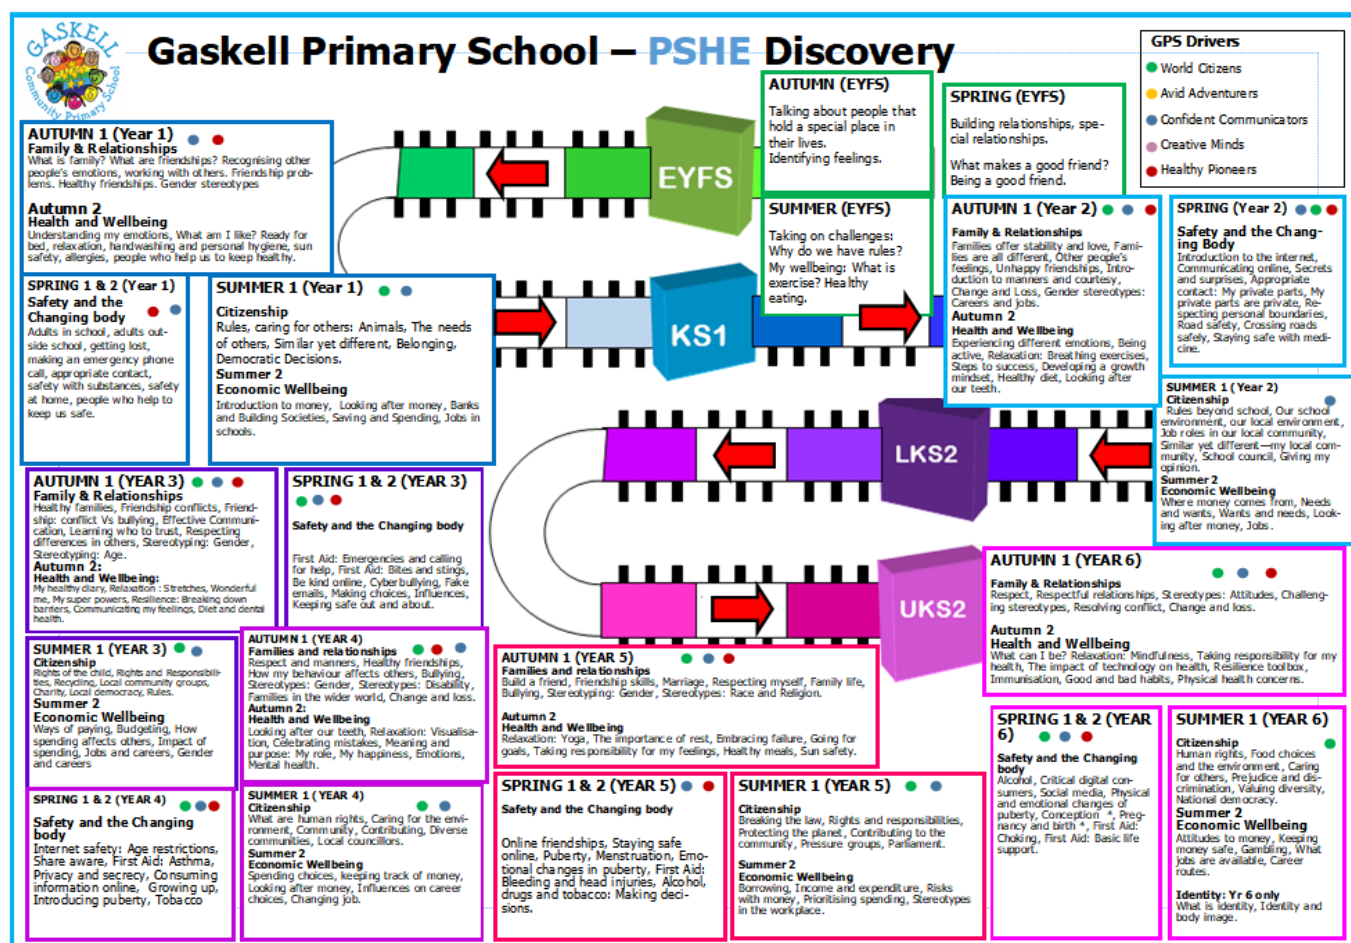 GASKELL
Community Primary School
Gaskell Primary School – PSHE Discovery
GPS Drivers
World Citizens
Avid Adventurers
Confident Communicators
Creative Minds
Healthy Pioneers
AUTUMN (EYFS)
Talking about people that
hold a special place in
their lives.
Identifying feelings.
SPRING (EYFS)
Building relationships, spe-
cial relationships.
What makes a good friend?
Being a good friend.
EYFS
SUMMER (EYFS)
Taking on challenges:
Why do we have rules?
My wellbeing: What is
exercise? Healthy
eating.
AUTUMN 1 (Year 1)
Family & Relationships
What is family? What are friendships? Recognising other
people's emotions, working with others. Friendship prob-
lems. Healthy friendships. Gender stereotypes
Autumn 2
Health and Wellbeing
Understanding my emotions, What am I like? Ready for
bed, relaxation, handwashing and personal hygiene, sun
safety, allergies, people who help us to keep healthy.
SPRING 1 & 2 (Year 1)
Safety and the
Changing body
Adults in school, adults out-
side school, getting lost,
making an emergency phone
call, appropriate contact,
safety with substances, safety
at home, people who help to
keep us safe.
SUMMER 1 (Year 1)
Citizenship
Rules, caring for others: Animals, The needs
of others, Similar yet different, Belonging,
Democratic Decisions.
Summer 2
Economic Wellbeing
Introduction to money, Looking after money, Banks
and Building Societies, Saving and Spending, Jobs in
schools.
KS1
AUTUMN 1 (Year 2)
Family & Relationships
Families offer stability and love, Fami-
lies are all different, Other people's
feelings, Unhappy friendships, Intro-
duction to manners and courtesy,
Change and Loss, Gender stereotypes:
Careers and jobs.
Autumn 2
Health and Wellbeing
Experiencing different emotions, Being
active, Relaxation: Breathing exercises,
Steps to success, Developing a growth
mindset, Healthy diet, Looking after
our teeth.
SPRING (Year 2)
Safety and the Chang-
ing Body
Introduction to the internet,
Communicating online, Secrets
and surprises, Appropriate
contact: My private parts, My
private parts are private, Re-
specting personal boundaries,
Road safety, Crossing roads
safely, Staying safe with medi-
cine.
SUMMER 1 (Year 2)
Citizenship
Rules beyond school, Our school
environment, our local environment,
Job roles in our local community,
Similar yet different—my local com-
munity, School council, Giving my
opinion.
Summer 2
Economic Wellbeing
Where money comes from, Needs
and wants, Wants and needs, Look-
ing after money, Jobs.
LKS2
AUTUMN 1 (YEAR 3)
Family & Relationships
Healthy families, Friendship conflicts, Friend-
ship: conflict Vs bullying, Effective Communi-
cation, Learning who to trust, Respecting
differences in others, Stereotyping: Gender,
Stereotyping: Age.
Autumn 2:
Health and Wellbeing:
My healthy diary, Relaxation : Stretches, Wonderful
me, My super powers, Resilience: Breaking down
barriers, Communicating my feelings, Diet and dental
health.
SPRING 1 & 2 (YEAR 3)
Safety and the Changing body
First Aid: Emergencies and calling
for help, First Aid: Bites and stings,
Be kind online, Cyberbullying, Fake
emails, Making choices, Influences,
Keeping safe out and about.
SUMMER 1 (YEAR 3)
Citizenship
Rights of the child, Rights and Responsibili-
ties, Recycling, Local community groups,
Charity, Local democracy, Rules.
Summer 2
Economic Wellbeing
Ways of paying, Budgeting, How
spending affects others, Impact of
spending, Jobs and careers, Gender
and careers
AUTUMN 1 (YEAR 4)
Families and relationships
Respect and manners, Healthy friendships,
How my behaviour affects others, Bullying,
Stereotypes: Gender, Stereotypes: Disability,
Families in the wider world, Change and loss.
Autumn 2:
Health and Wellbeing
Looking after our teeth, Relaxation: Visualisa-
tion, Celebrating mistakes, Meaning and
purpose: My role, My happiness, Emotions,
Mental health.
SPRING 1 & 2 (YEAR 4)
Safety and the Changing
body
Internet safety: Age restrictions,
Share aware, First Aid: Asthma,
Privacy and secrecy, Consuming
information online, Growing up,
Introducing puberty, Tobacco
SUMMER 1 (YEAR 4)
Citizenship
What are human rights, Caring for the envi-
ronment, Community, Contributing, Diverse
communities, Local councillors.
Summer 2
Economic Wellbeing
Spending choices, keeping track of money,
Looking after money, Influences on career
choices, Changing job.
UKS2
AUTUMN 1 (YEAR 5)
Families and relationships
Build a friend, Friendship skills, Marriage, Respecting myself, Family life,
Bullying, Stereotyping: Gender, Stereotypes: Race and Religion.
Autumn 2
Health and Wellbeing
Relaxation: Yoga, The importance of rest, Embracing failure, Going for
goals, Taking responsibility for my feelings, Healthy meals, Sun safety.
SPRING 1 & 2 (YEAR 5)
Safety and the Changing body
Online friendships, Staying safe
online, Puberty, Menstruation, Emo-
tional changes in puberty, First Aid:
Bleeding and head injuries, Alcohol,
drugs and tobacco: Making deci-
sions.
SUMMER 1 (YEAR 5)
Citizenship
Breaking the law, Rights and responsibilities,
Protecting the planet, Contributing to the
community, Pressure groups, Parliament.
Summer 2
Economic Wellbeing
Borrowing, Income and expenditure, Risks
with money, Prioritising spending, Stereotypes
in the workplace.
AUTUMN 1 (YEAR 6)
Family & Relationships
Respect, Respectful relationships, Stereotypes: Attitudes, Challeng-
ing stereotypes, Resolving conflict, Change and loss.
Autumn 2
Health and Wellbeing
What can I be? Relaxation: Mindfulness, Taking responsibility for my
health, The impact of technology on health, Resilience toolbox,
Immunisation, Good and bad habits, Physical health concerns.
SPRING 1 & 2 (YEAR
6)
Safety and the Changing
body
Alcohol, Critical digital con-
sumers, Social media, Physical
and emotional changes of
puberty, Conception *, Preg-
nancy and birth *, First Aid:
Choking, First Aid: Basic life
support.
SUMMER 1 (YEAR 6)
Citizenship
Human rights, Food choices
and the environment, Caring
for others, Prejudice and dis-
crimination, Valuing diversity,
National democracy.
Summer 2
Economic Wellbeing
Attitudes to money, Keeping
money safe, Gambling, What
jobs are available, Career
routes.
Identity: Yr 6 only
What is identity, Identity and
body image.